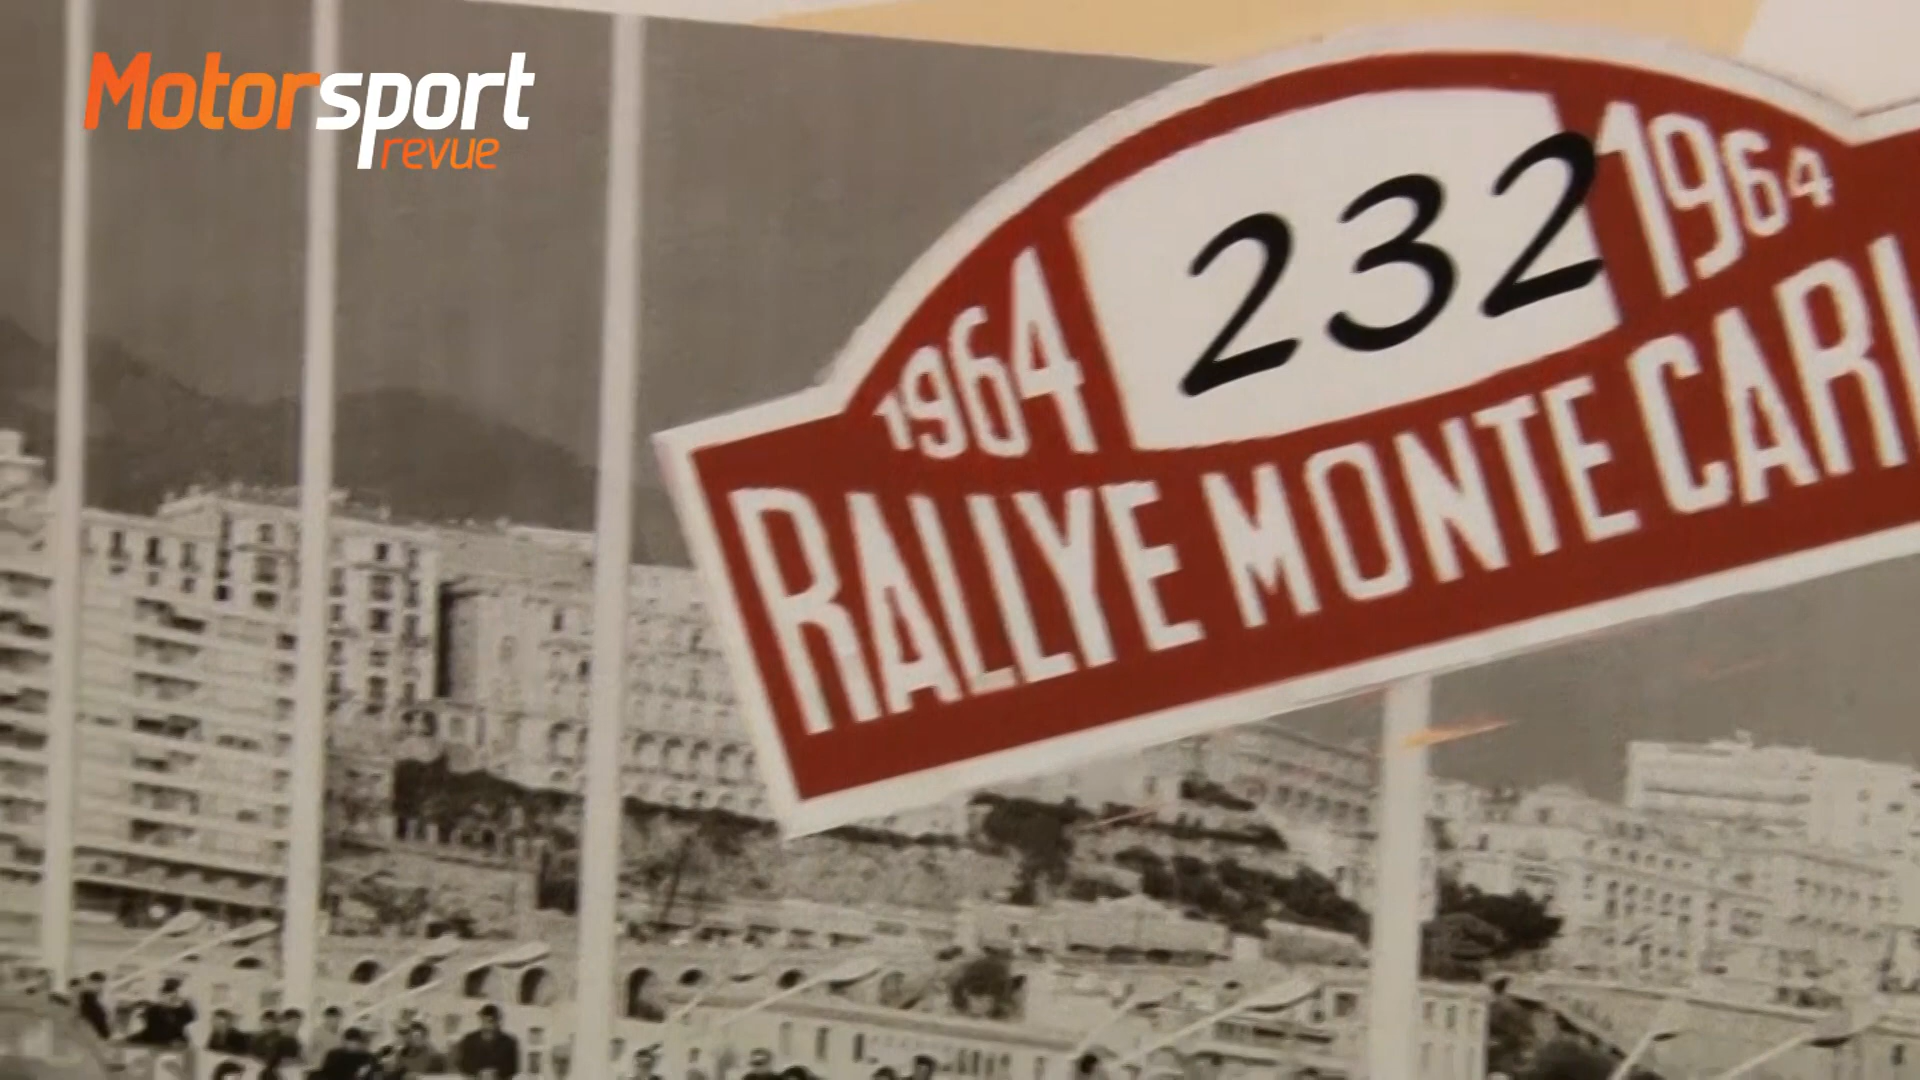 Motorsport
revue
232
1964 1964
RALLYE MONTE CARL